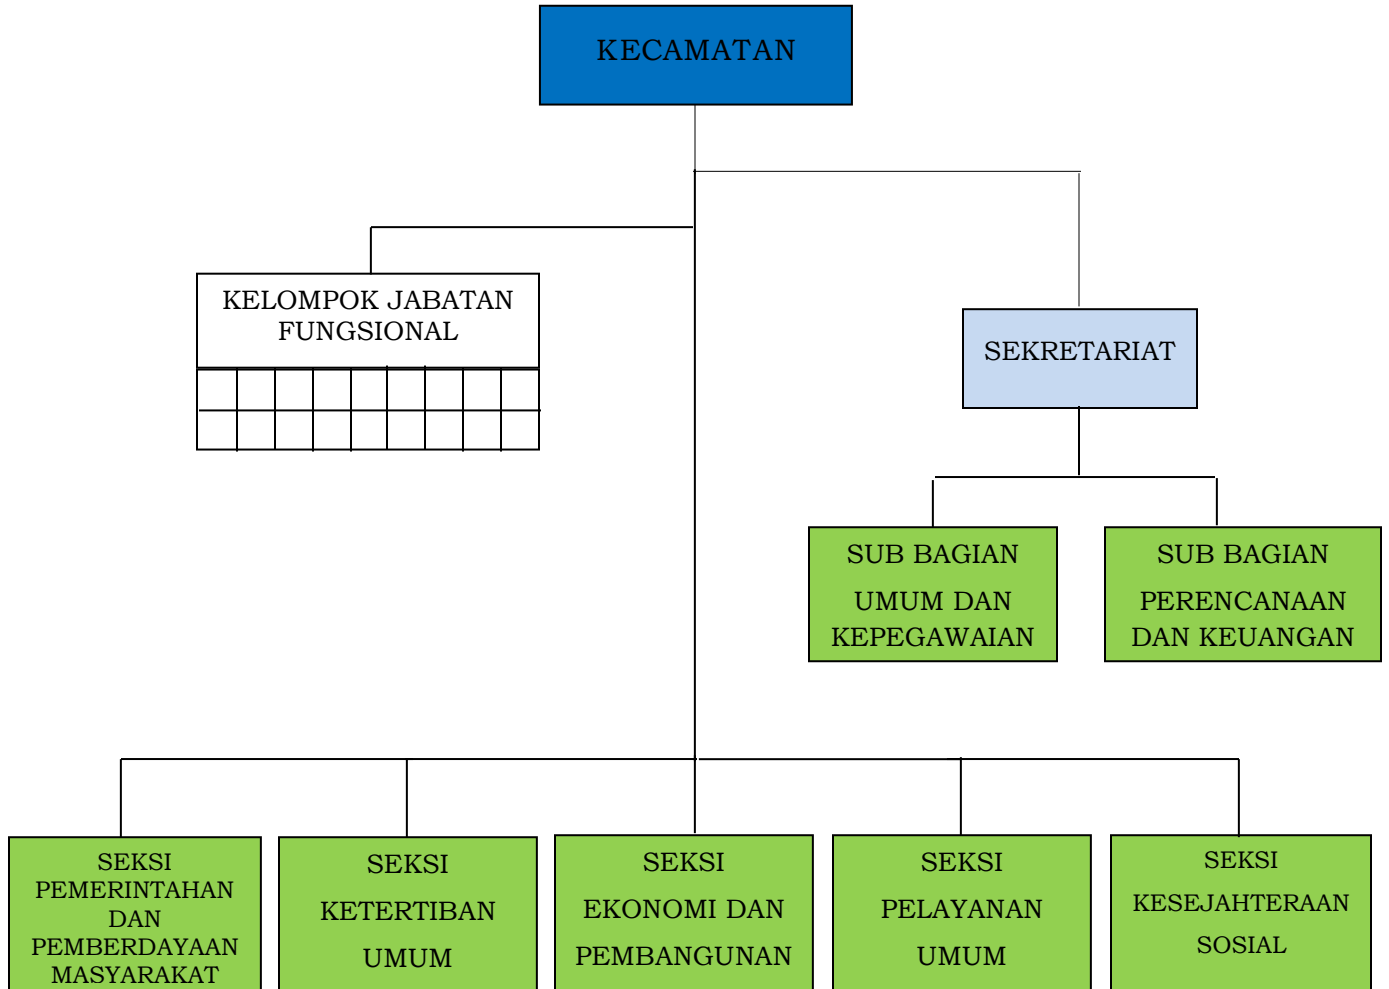 KECAMATAN
KELOMPOK JABATAN
FUNGSIONAL
SEKRETARIAT
SUB BAGIAN
UMUM DAN
KEPEGAWAIAN
SUB BAGIAN
PERENCANAAN
DAN KEUANGAN
SEKSI
PEMERINTAHAN
DAN
PEMBERDAYAAN
MASYARAKAT
SEKSI
KETERTIBAN
UMUM
SEKSI
EKONOMI DAN
PEMBANGUNAN
SEKSI
PELAYANAN
UMUM
SEKSI
KESEJAHTERAAN
SOSIAL